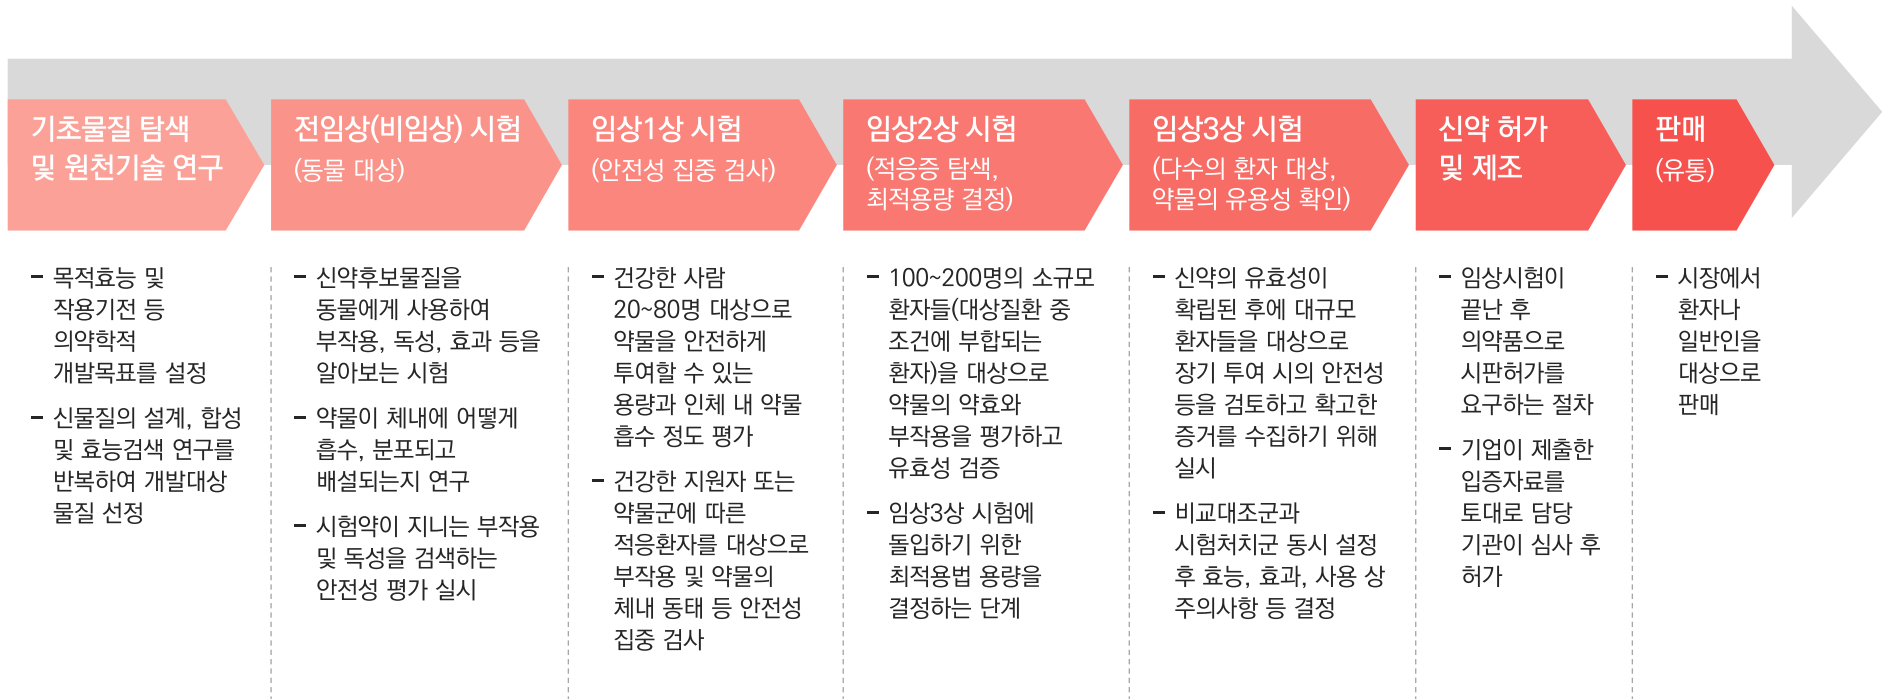 기초물질 탐색
및 원천기술 연구
전임상(비임상) 시험
(동물 대상)
임상1상 시험
(안전성 집중 검사)
임상2상 시험
(적응증 탐색,
최적용량 결정)
임상3상 시험
(다수의 환자 대상,
약물의 유용성 확인)
신약 허가
및 제조
판매
(유통)
– 목적효능 및
작용기전 등
의약학적
개발목표를 설정
– 신물질의 설계, 합성
및 효능검색 연구를
반복하여 개발대상
물질 선정
– 신약후보물질을
동물에게 사용하여
부작용, 독성, 효과 등을
알아보는 시험
– 약물이 체내에 어떻게
흡수, 분포되고
배설되는지 연구
– 시험약이 지니는 부작용
및 독성을 검색하는
안전성 평가 실시
– 건강한 사람
20~80명 대상으로
약물을 안전하게
투여할 수 있는
용량과 인체 내 약물
흡수 정도 평가
– 건강한 지원자 또는
약물군에 따른
적응환자를 대상으로
부작용 및 약물의
체내 동태 등 안전성
집중 검사
– 100~200명의 소규모
환자들(대상질환 중
조건에 부합되는
환자)을 대상으로
약물의 약효와
부작용을 평가하고
유효성 검증
– 임상3상 시험에
돌입하기 위한
최적용법 용량을
결정하는 단계
– 신약의 유효성이
확립된 후에 대규모
환자들을 대상으로
장기 투여 시의 안전성
등을 검토하고 확고한
증거를 수집하기 위해
실시
– 비교대조군과
시험처치군 동시 설정
후 효능, 효과, 사용 상
주의사항 등 결정
– 임상시험이
끝난 후
의약품으로
시판허가를
요구하는 절차
– 기업이 제출한
입증자료를
토대로 담당
기관이 심사 후
허가
– 시장에서
환자나
일반인을
대상으로
판매